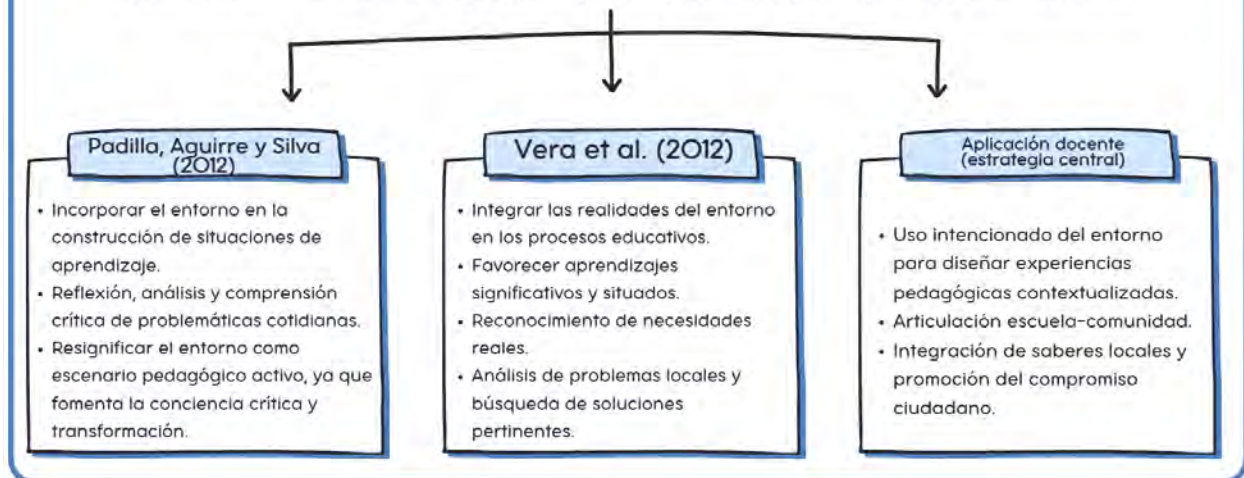 Padilla, Aguirre y Silva
(2012)
• Incorporar el entorno en la
construcción de situaciones de
aprendizaje.
• Reflexión, análisis y comprensión
crítica de problemáticas cotidianas.
• Resignificar el entorno como
escenario pedagógico activo, ya que
fomenta la conciencia crítica y
transformación.
Vera et al. (2012)
• Integrar las realidades del entorno
en los procesos educativos.
• Favorecer aprendizajes
significativos y situados.
• Reconocimiento de necesidades
reales.
• Análisis de problemas locales y
búsqueda de soluciones
pertinentes.
Aplicación docente
(estrategia central)
• Uso intencionado del entorno
para diseñar experiencias
pedagógicas contextualizadas.
• Articulación escuela-comunidad.
• Integración de saberes locales y
promoción del compromiso
ciudadano.